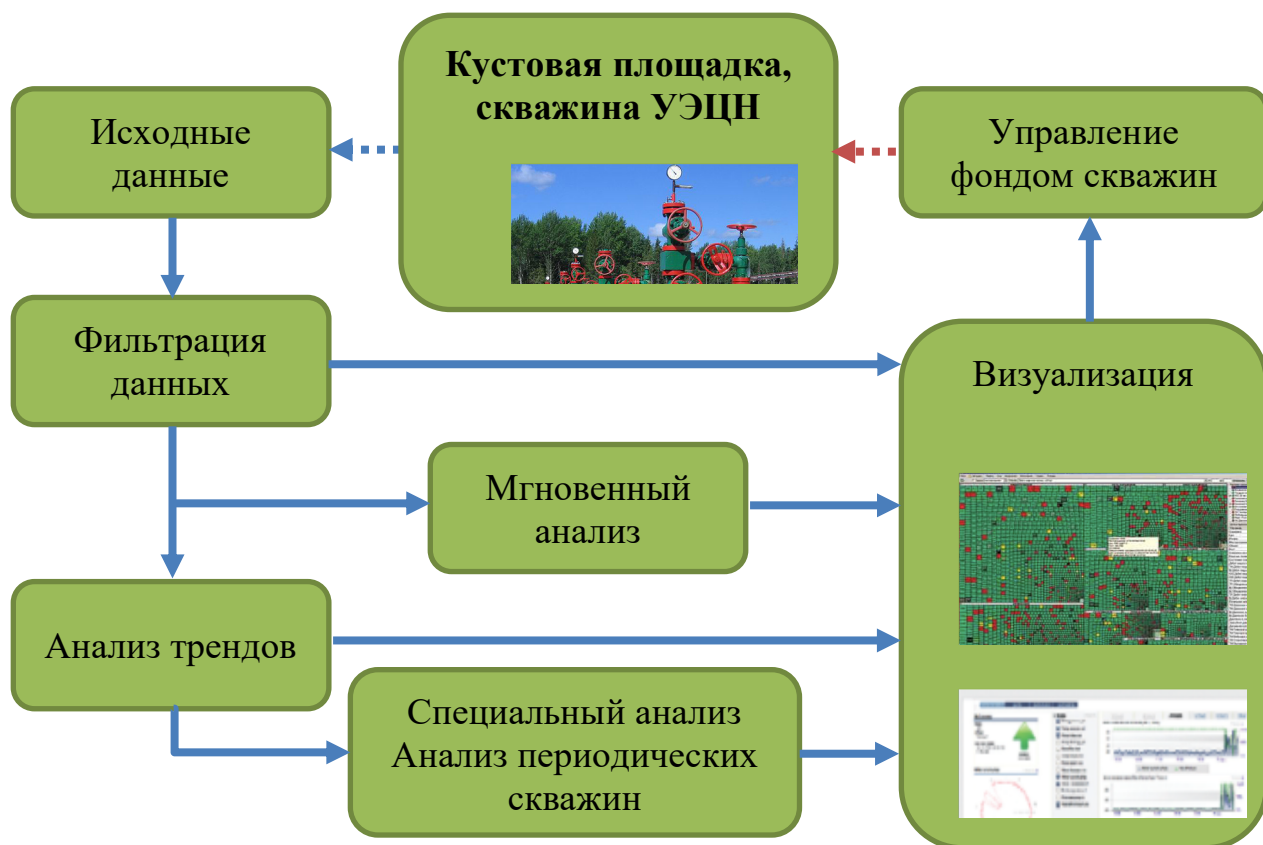 Кустовая площадка,
скважина УЭЦН
Исходные
данные
Управление
фондом скважин
Фильтрация
данных
Визуализация
Мгновенный
анализ
Анализ трендов
Специальный анализ
Анализ периодических
скважин